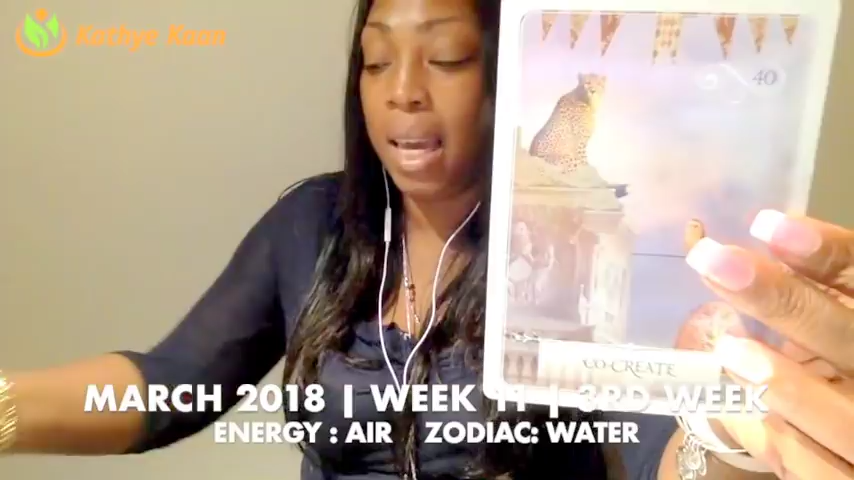 Kathye Kaan
40
CO-CREATE
MARCH 2018 | WEEK 11 | 3RD WEEK
ENERGY : AIR ZODIAC: WATER